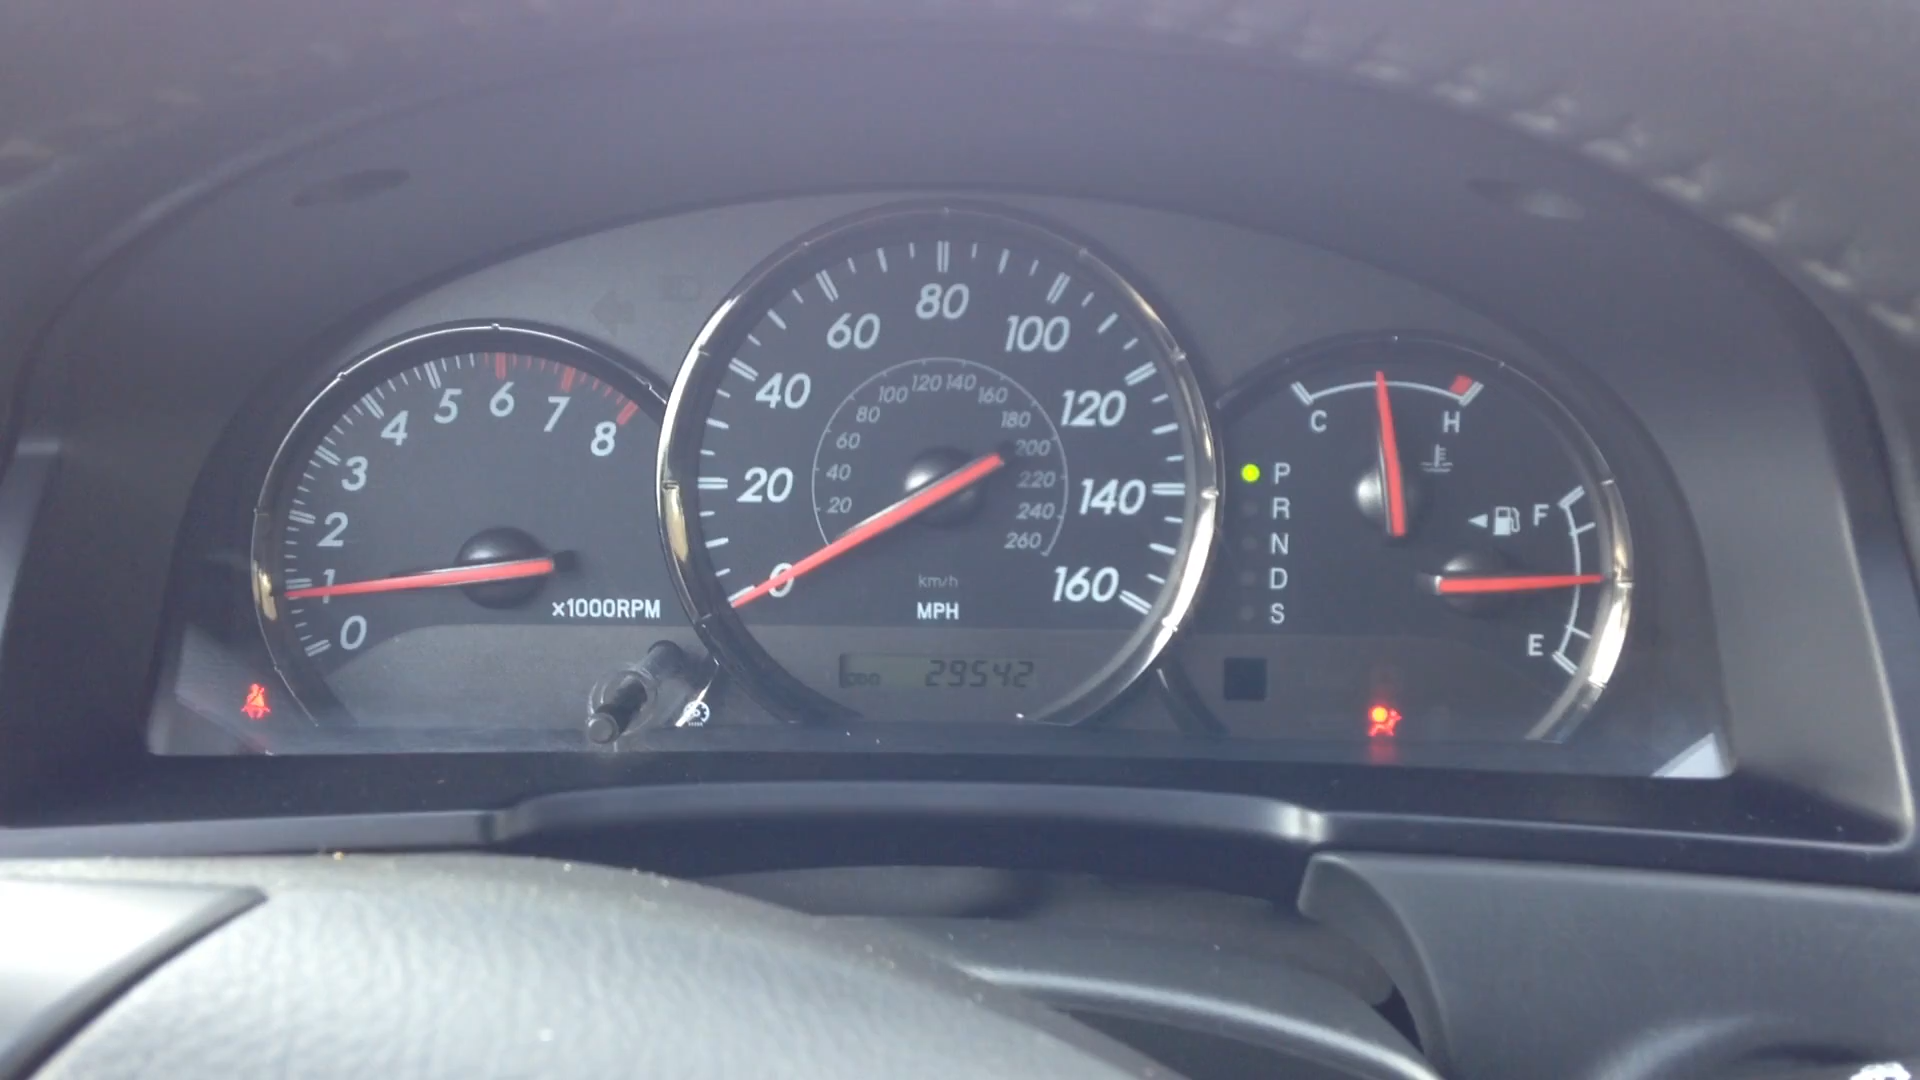 0 1 2 3 4 5 6 7 8
x1000RPM
0 20 40 60 80 100 120 140 160
20 40 60 80 100 120 140 160 180 200 220 240 260
km/h
MPH
ODO 29542
P
R
N
D
S
C H
F
E